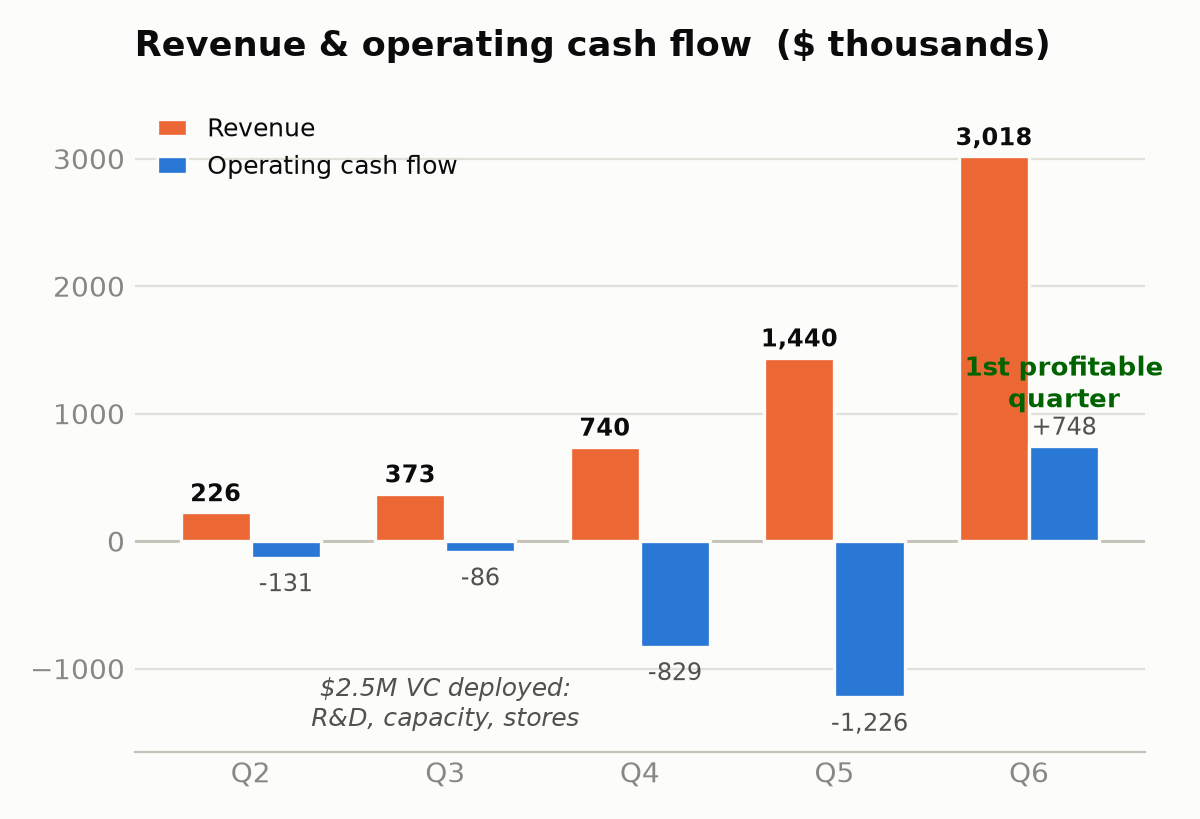 Revenue & operating cash flow  ($ thousands)
Revenue
Operating cash flow
3000
2000
1000
0
−1000
226
-131
373
-86
740
-829
1,440
-1,226
3,018
1st profitable
quarter
+748
$2.5M VC deployed:
R&D, capacity, stores
Q2
Q3
Q4
Q5
Q6